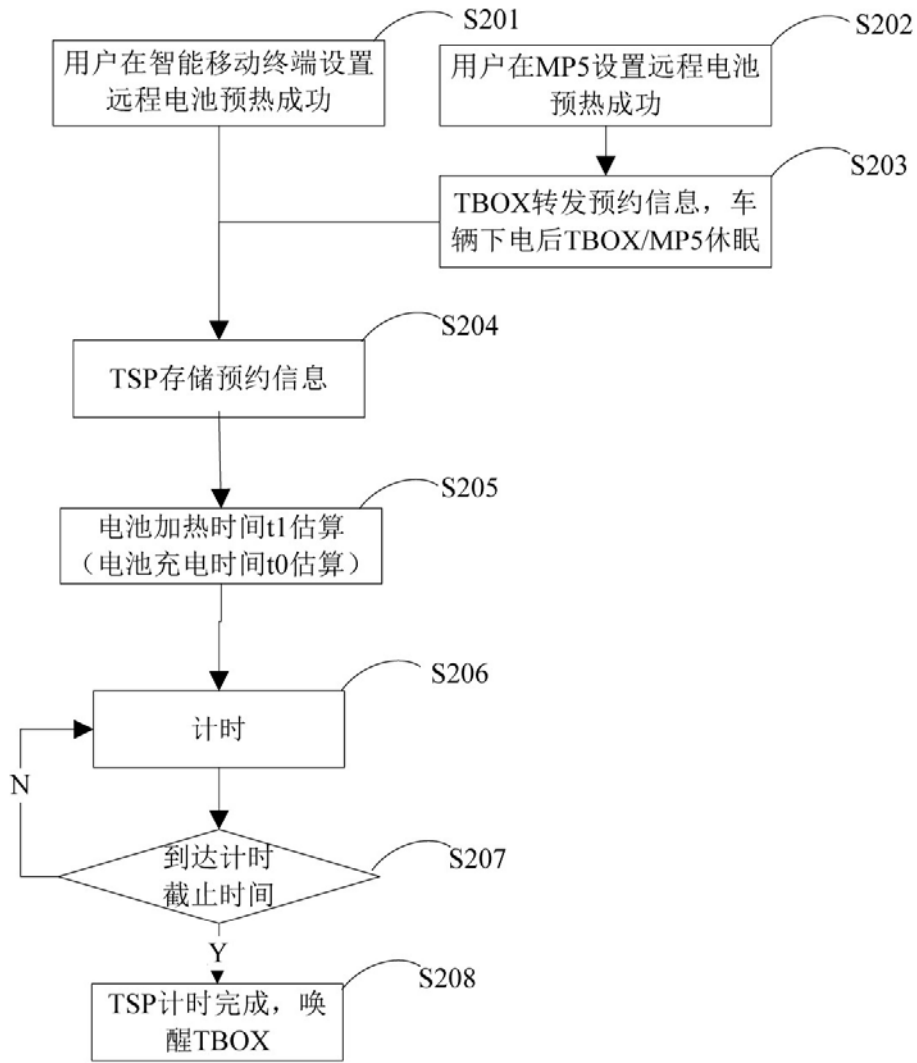 S201
用户在智能移动终端设置
远程电池预热成功
S202
用户在MP5设置远程电池
预热成功
S203
TBOX转发预约信息，车
辆下电后TBOX/MP5休眠
S204
TSP存储预约信息
S205
电池加热时间t1估算
（电池充电时间t0估算）
S206
计时
N
S207
到达计时
截止时间
Y
S208
TSP计时完成，唤
醒TBOX